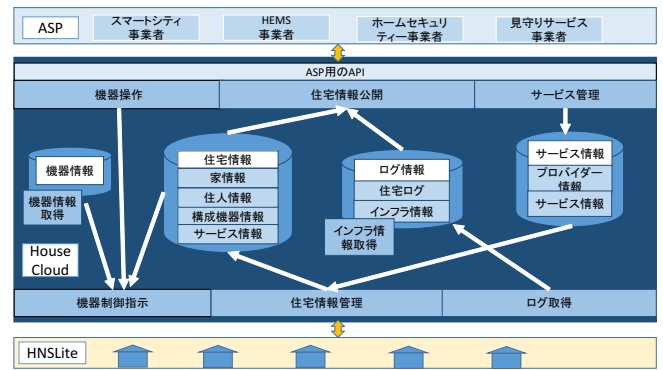 ASP
スマートシティ
事業者
HEMS
事業者
ホームセキュリ
ティー事業者
見守りサービス
事業者
ASP用のAPI
機器操作
住宅情報公開
サービス管理
機器情報
機器情報
取得
住宅情報
家情報
住人情報
構成機器情報
サービス情報
ログ情報
住宅ログ
インフラ情報
インフラ情
報取得
サービス情報
プロバイダー
情報
サービス情報
House
Cloud
機器制御指示
住宅情報管理
ログ取得
HNSLite